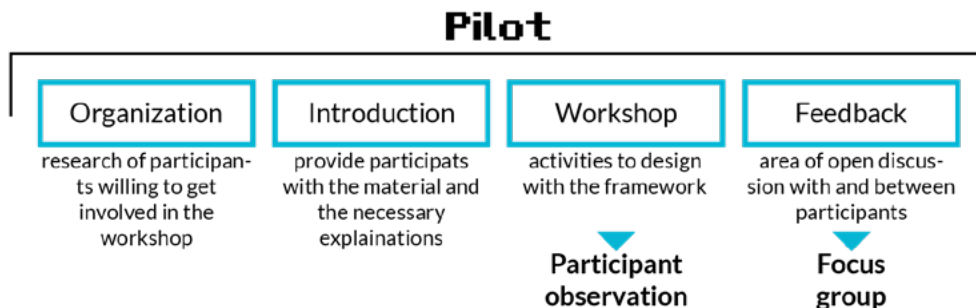 Pilot
Organization
research of participan-
ts willing to get
involved in the
workshop
Introduction
provide participats
with the material and
the necessary
explainations
Workshop
activities to design
with the framework
Participant
observation
Feedback
area of open discus-
sion with and between
participants
Focus
group